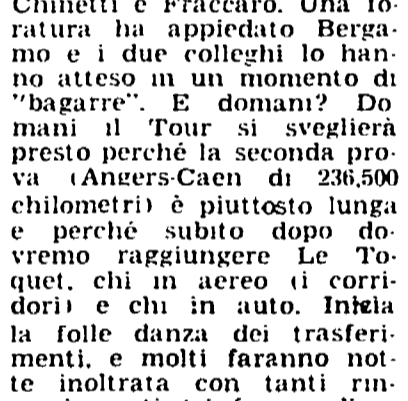 Chinetti e Fraccaro. Una fo-
ratura ha appiedato Berga-
mo e i due colleghi lo han-
no atteso in un momento di
"bagarre". E domani? Do
mani il Tour si sveglierà
presto perché la seconda pro-
va (Angers-Caen di 236,500
chilometri) è piuttosto lunga
e perché subito dopo do-
vremo raggiungere Le To-
quet, chi in aereo (i corri-
dori) e chi in auto. Inizia
la folle danza dei trasferi-
menti, e molti faranno not-
te inoltrata con tanti rin-